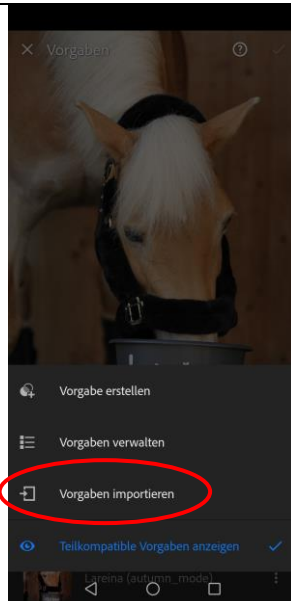 Vorgaben
Vorgabe erstellen
Vorgaben verwalten
Vorgaben importieren
Teilkompatible Vorgaben anzeigen
Lareina (autumn_mode)